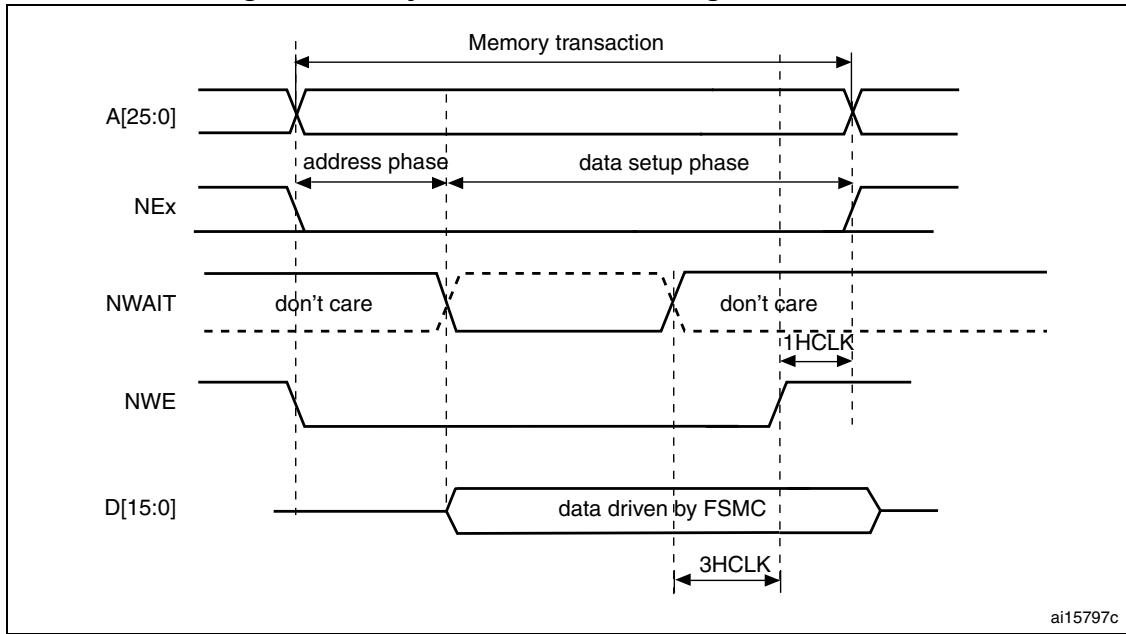 Memory transaction
A[25:0]
address phase
data setup phase
NEx
NWAIT
don't care
don't care
1HCLK
NWE
D[15:0]
data driven by FSMC
3HCLK
ai15797c